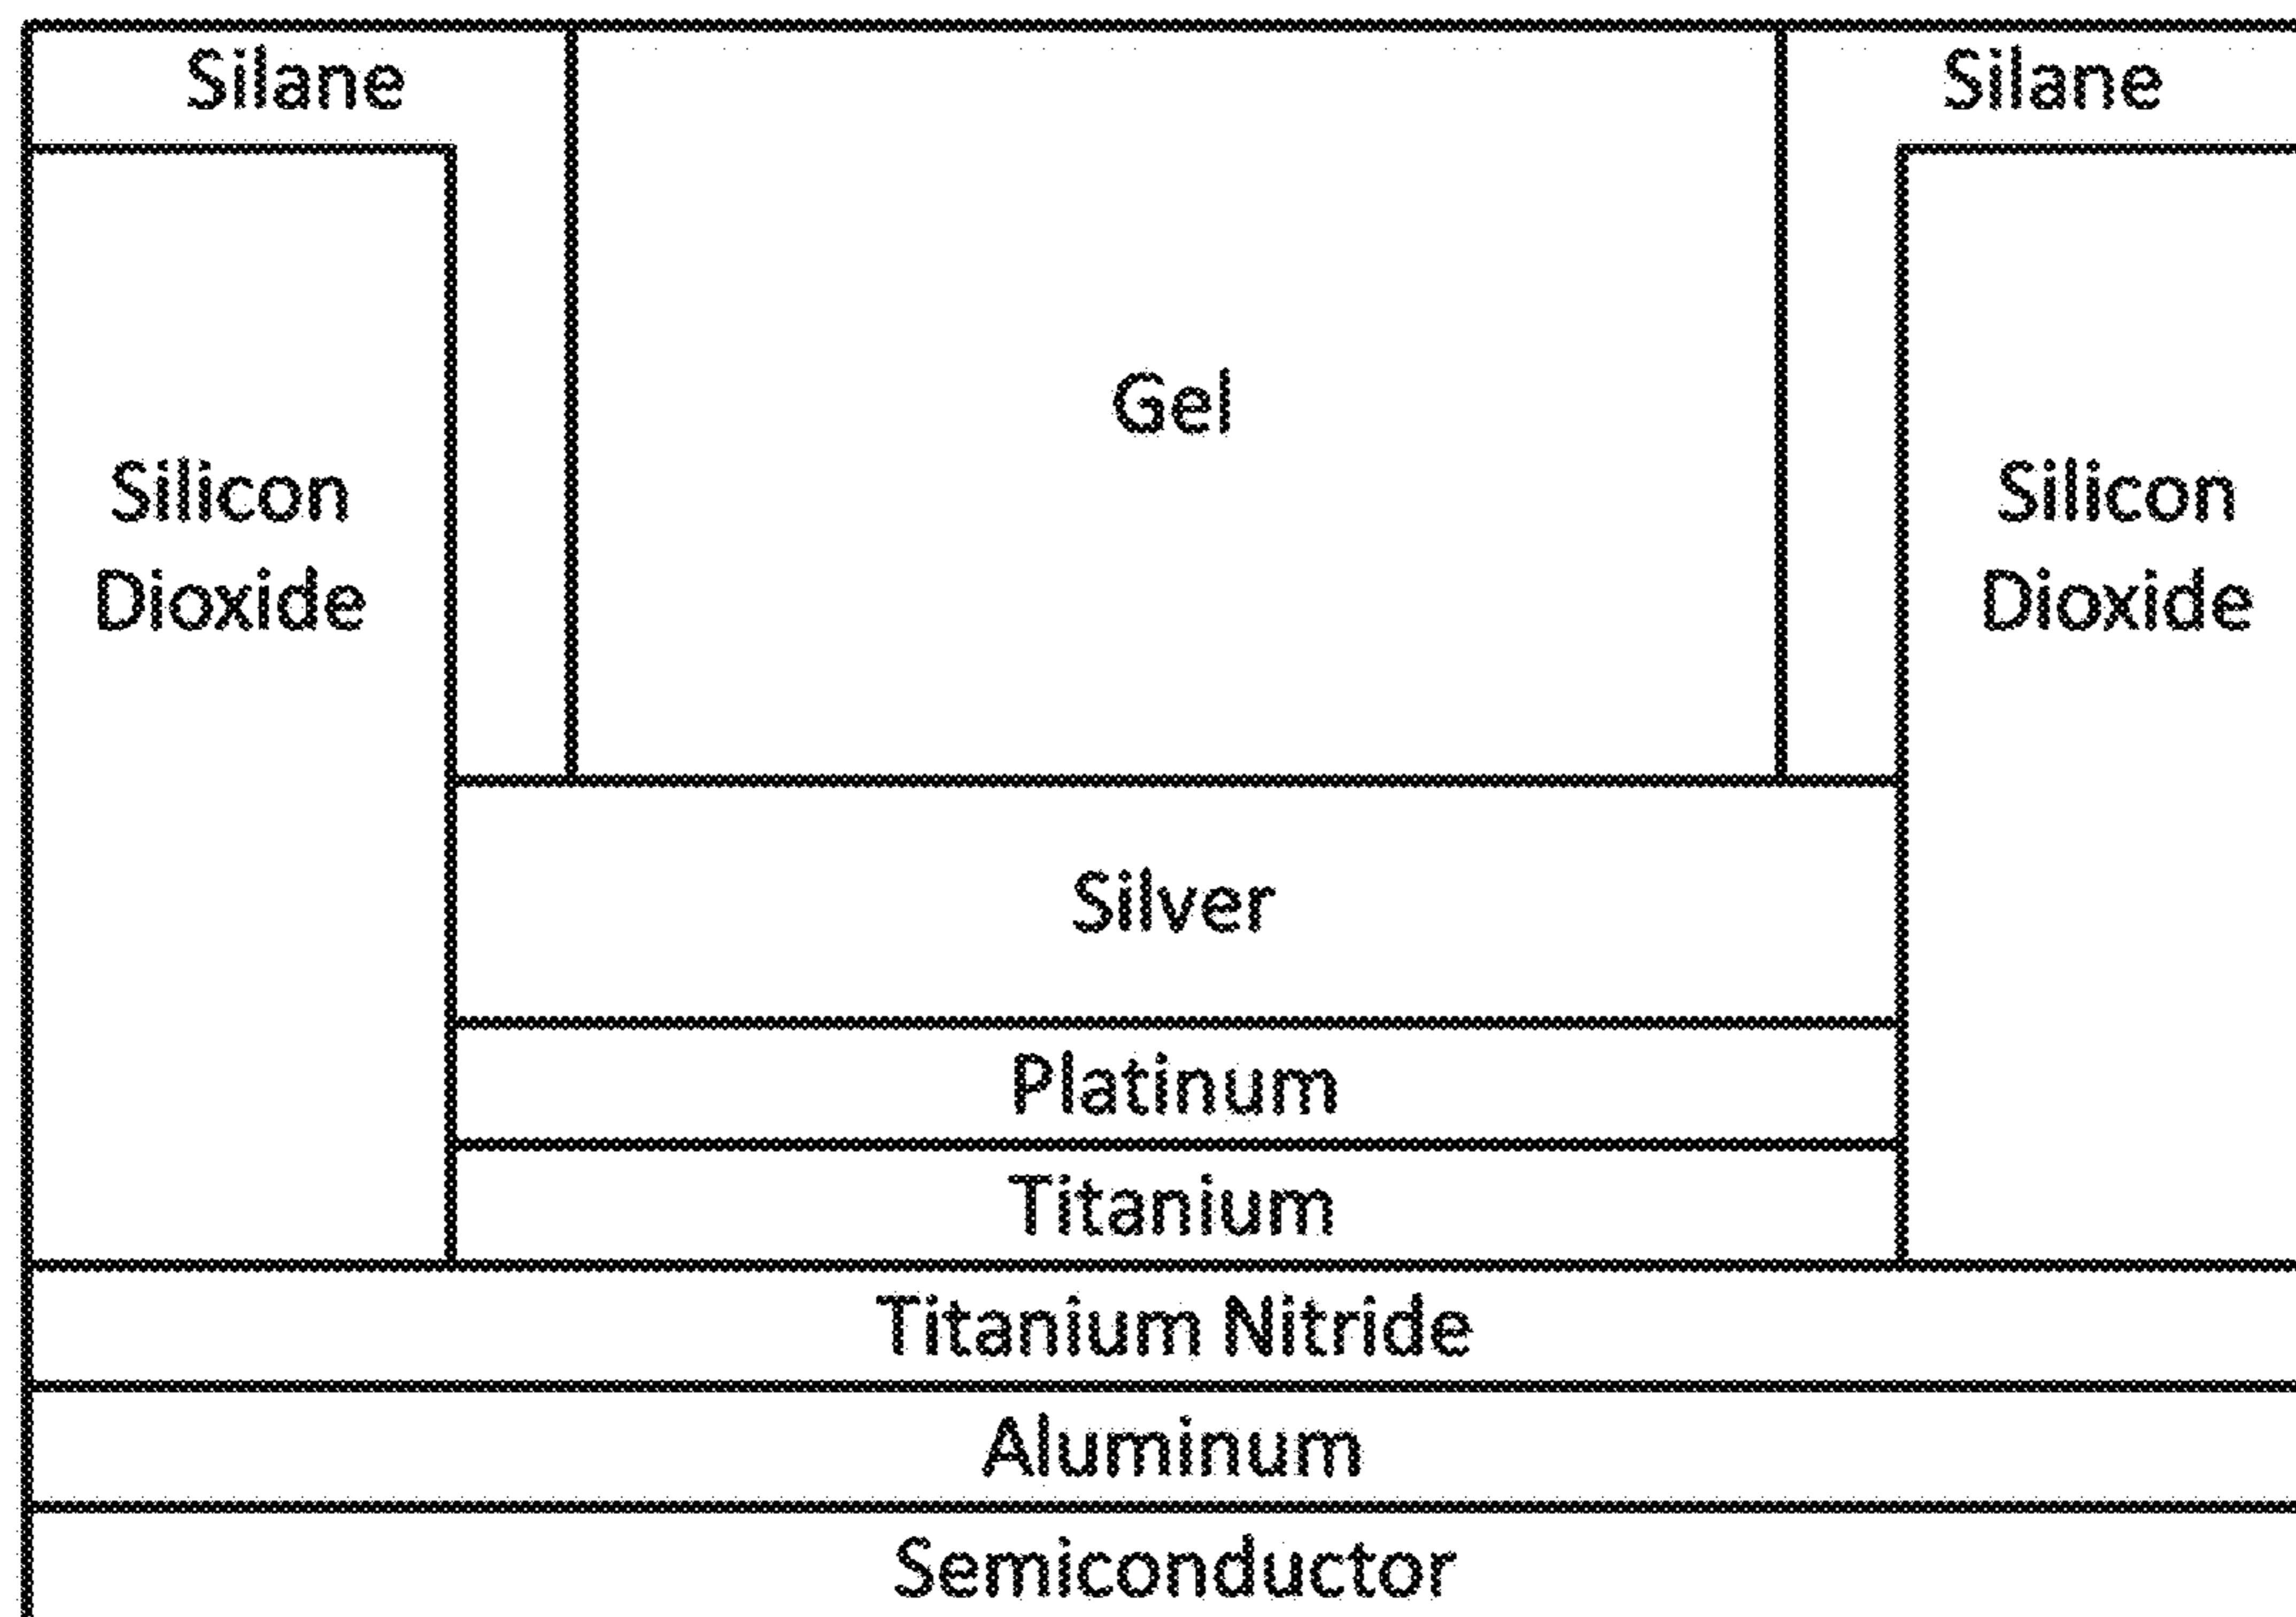 Silane
Silane
Gel
Silicon
Dioxide
Silicon
Dioxide
Silver
Platinum
Titanium
Titanium Nitride
Aluminum
Semiconductor